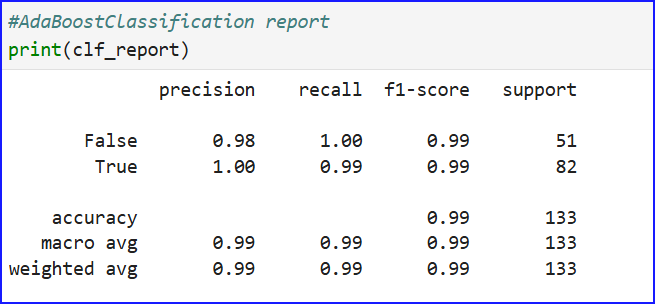 #AdaBoostClassification report
print(clf_report)
precision recall f1-score support
False 0.98 1.00 0.99 51
True 1.00 0.99 0.99 82
accuracy 0.99 133
macro avg 0.99 0.99 0.99 133
weighted avg 0.99 0.99 0.99 133